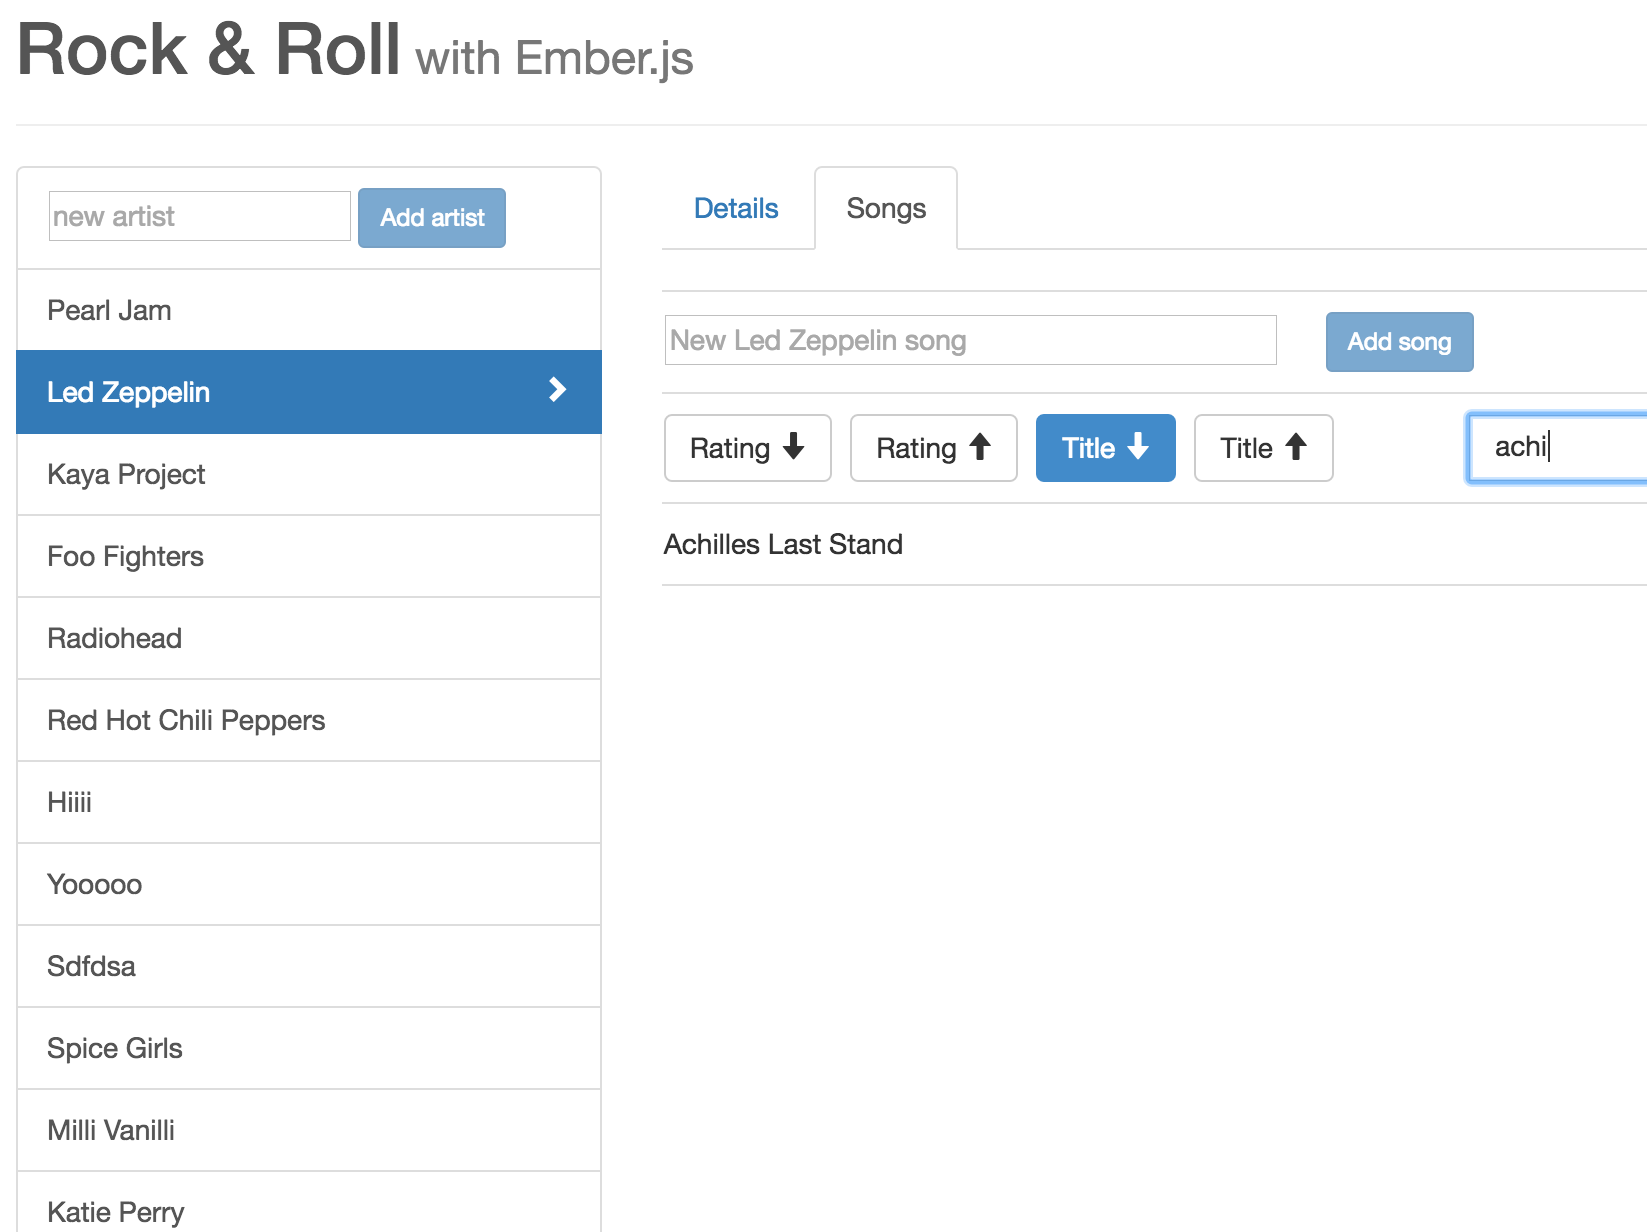 Rock & Roll with Ember.js
new artist Add artist
Pearl Jam
Led Zeppelin
Kaya Project
Foo Fighters
Radiohead
Red Hot Chili Peppers
Hiiii
Yooooo
Sdfdsa
Spice Girls
Milli Vanilli
Katie Perry
Details Songs
New Led Zeppelin song Add song
Rating Rating Title Title achi
Achilles Last Stand